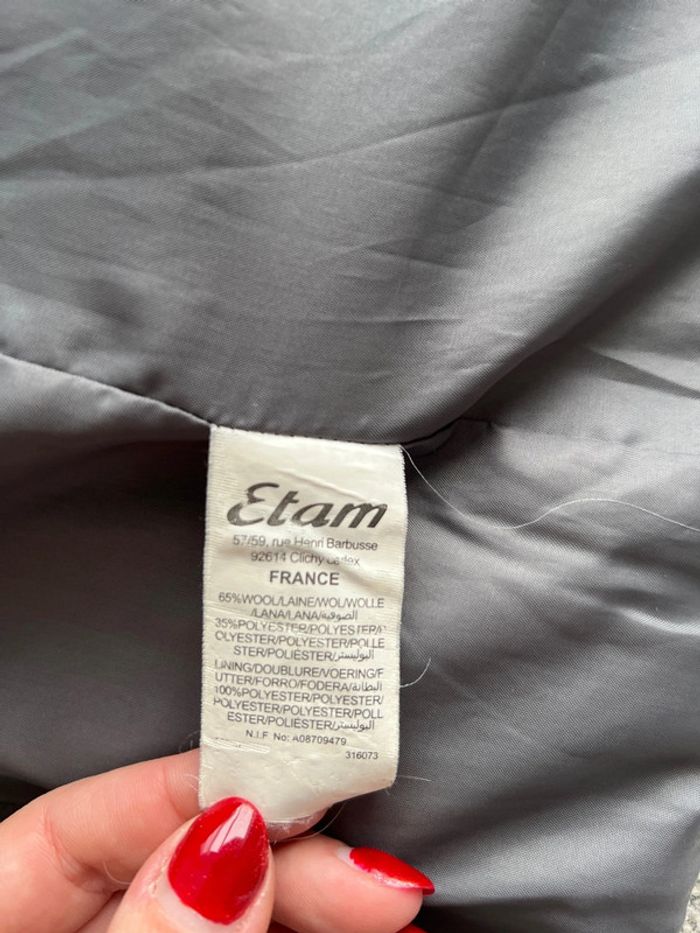 Etam
57/59, rue Henri Barbusse
92614 Clichy cedex
FRANCE
65%WOOL/LAINE/WOL/WOLLE
/LANA/LANA/الصوفية
35%POLYESTER/POLYESTER/P
OLYESTER/POLYESTER/POLLE
STER/POLIÉSTER/البوليستر
LINING/DOUBLURE/VOERING/F
UTTER/FORRO/FODERA/البطانة
100%POLYESTER/POLYESTER/
POLYESTER/POLYESTER/POLL
ESTER/POLIÉSTER/البوليستر
N.I.F No: A08709479
316073